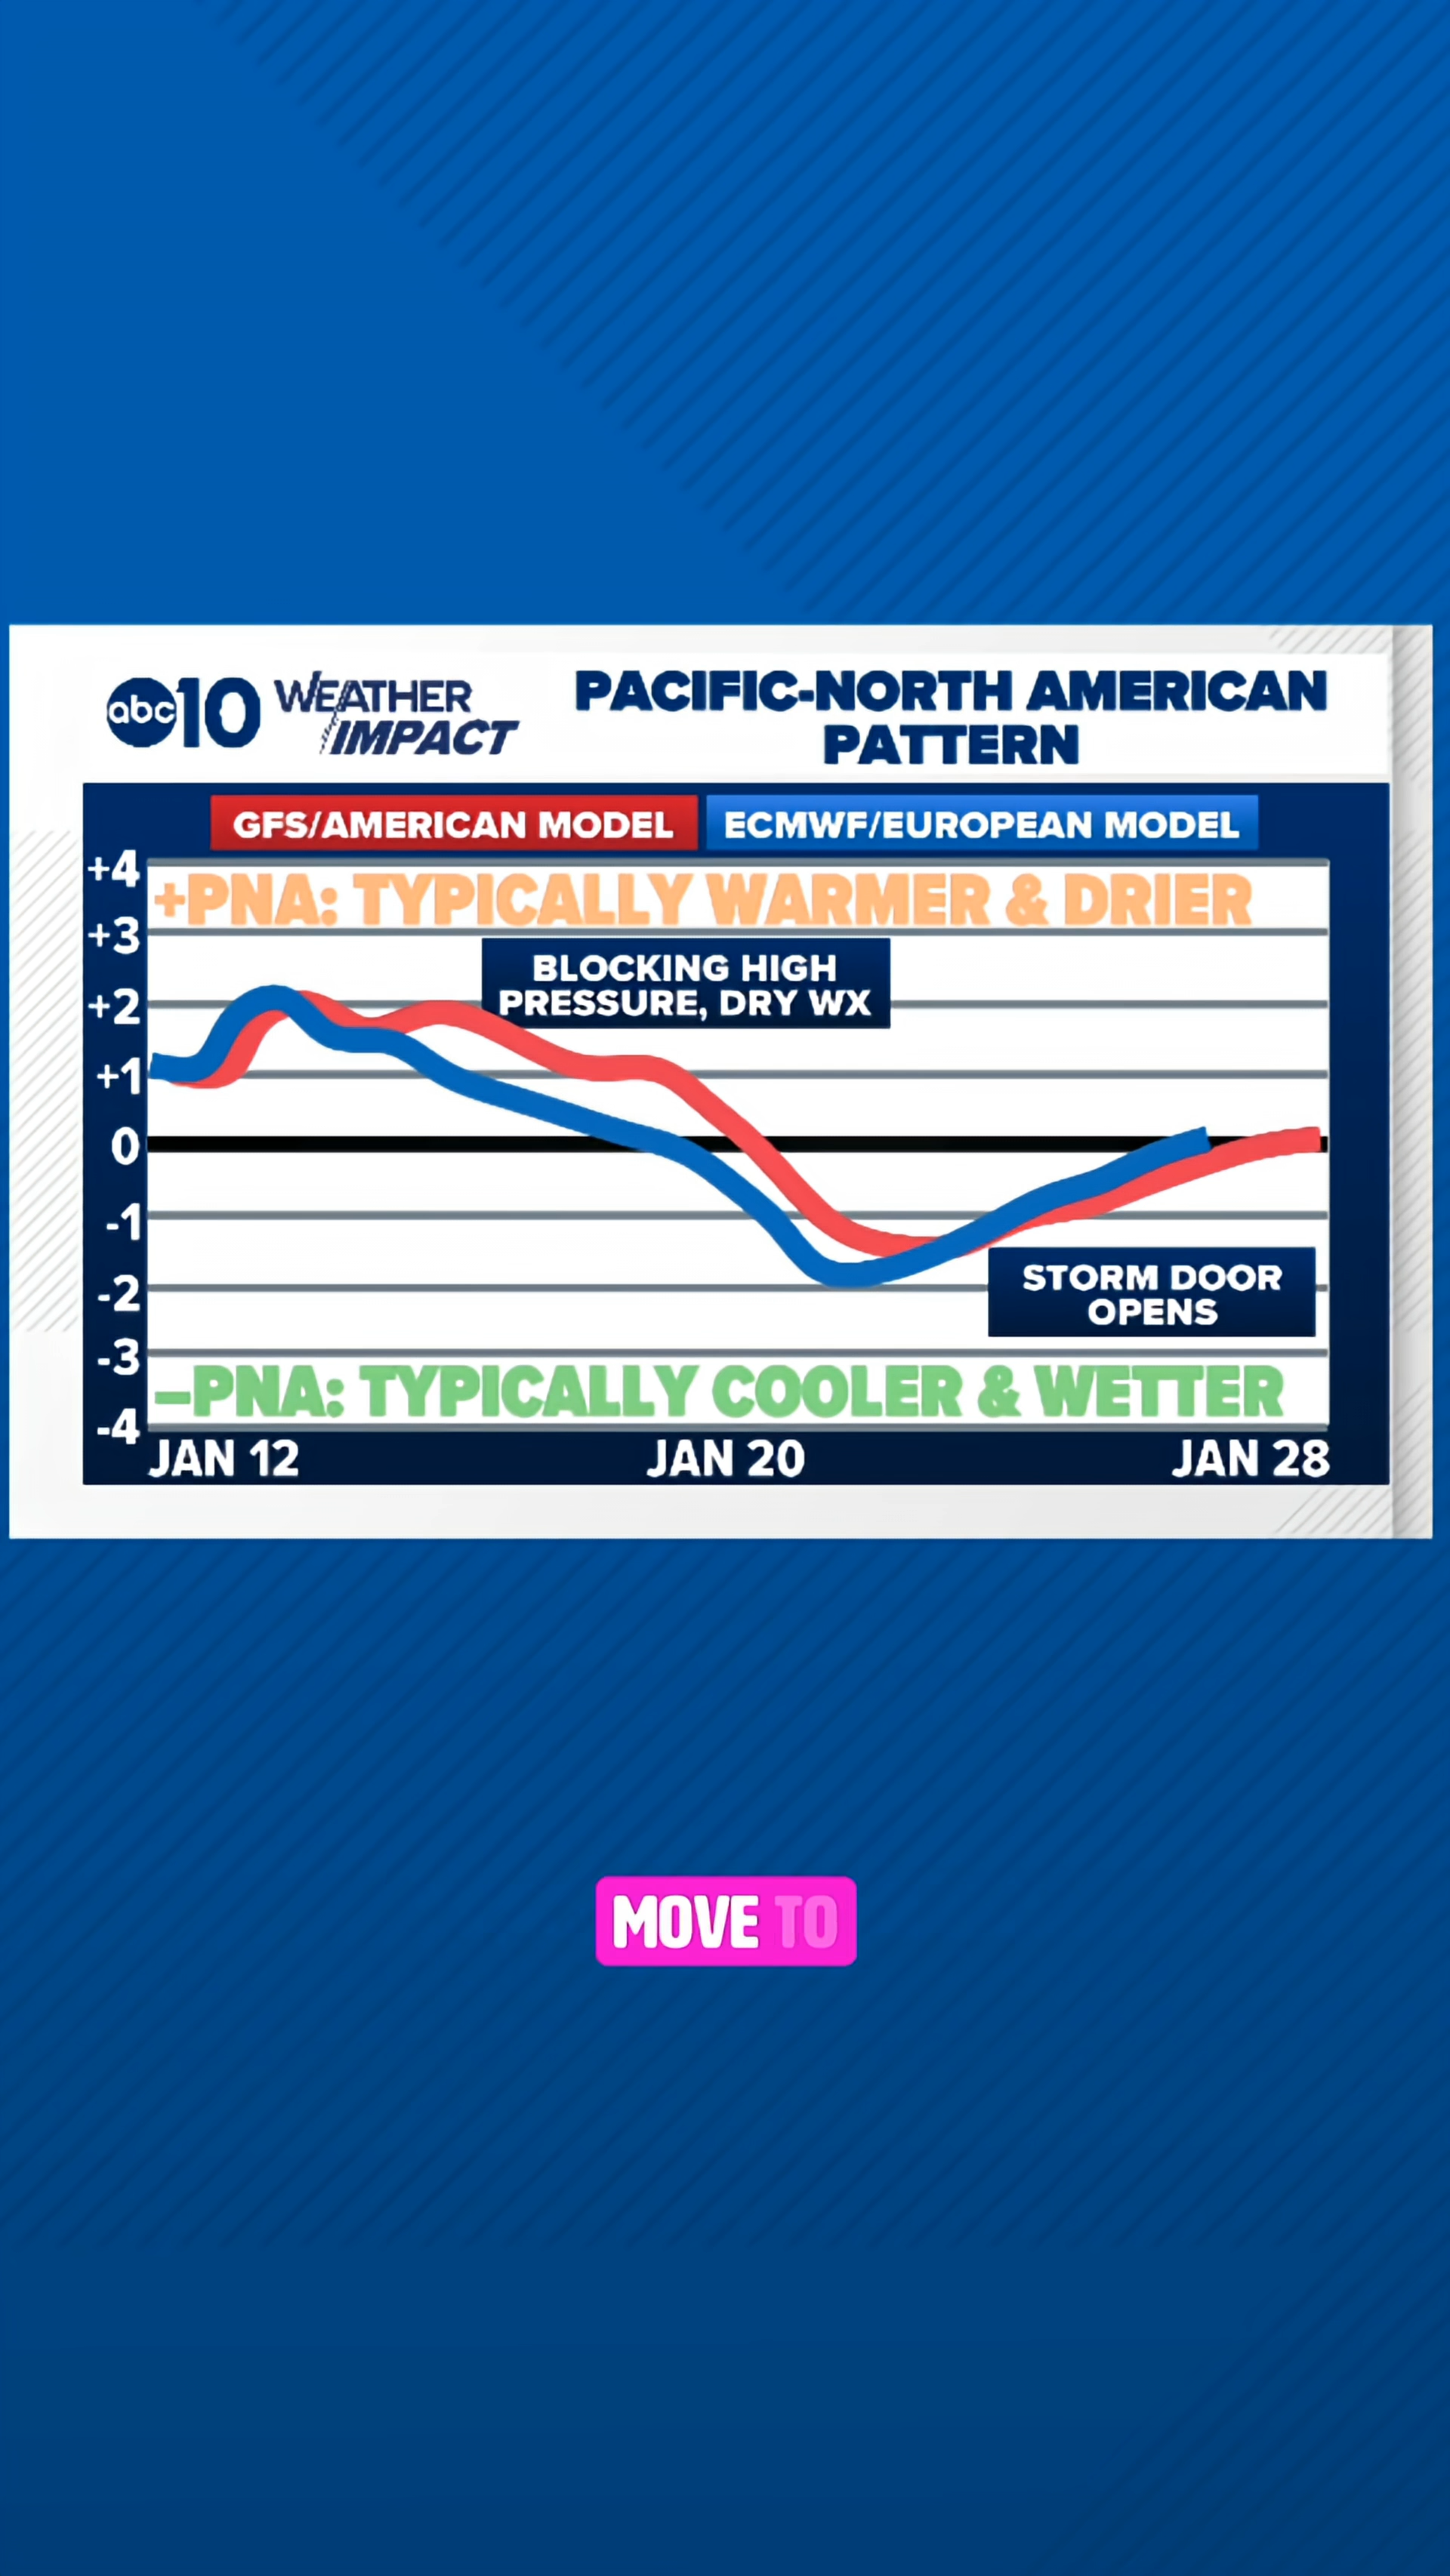 abc10 WEATHER IMPACT
PACIFIC-NORTH AMERICAN
PATTERN
GFS/AMERICAN MODEL
ECMWF/EUROPEAN MODEL
+4
+PNA: TYPICALLY WARMER & DRIER
+3
BLOCKING HIGH
PRESSURE, DRY WX
+2
+1
0
-1
STORM DOOR
OPENS
-2
-3
–PNA: TYPICALLY COOLER & WETTER
-4
JAN 12
JAN 20
JAN 28
MOVE TO